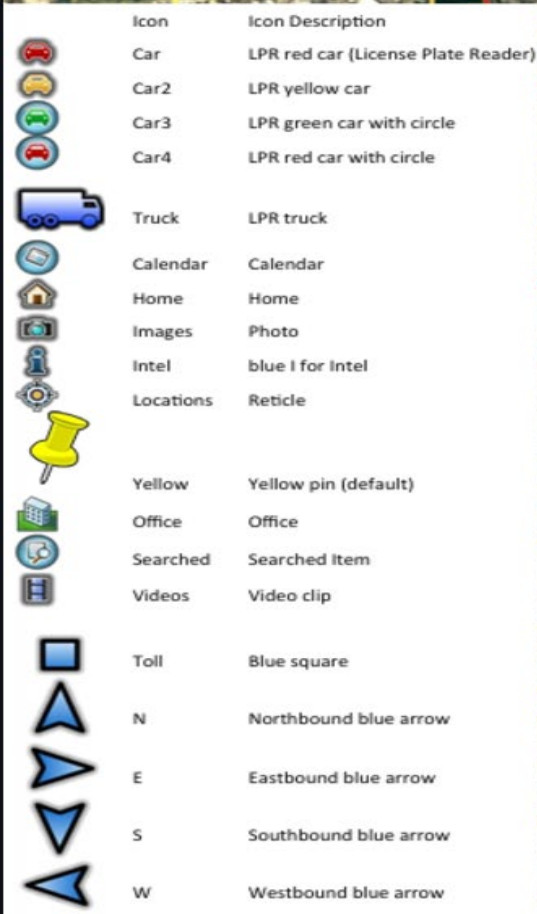 Icon Icon Description
Car LPR red car (License Plate Reader)
Car2 LPR yellow car
Car3 LPR green car with circle
Car4 LPR red car with circle
Truck LPR truck
Calendar Calendar
Home Home
Images Photo
Intel blue I for Intel
Locations Reticle
Yellow Yellow pin (default)
Office Office
Searched Searched Item
Videos Video clip
Toll Blue square
N Northbound blue arrow
E Eastbound blue arrow
S Southbound blue arrow
W Westbound blue arrow